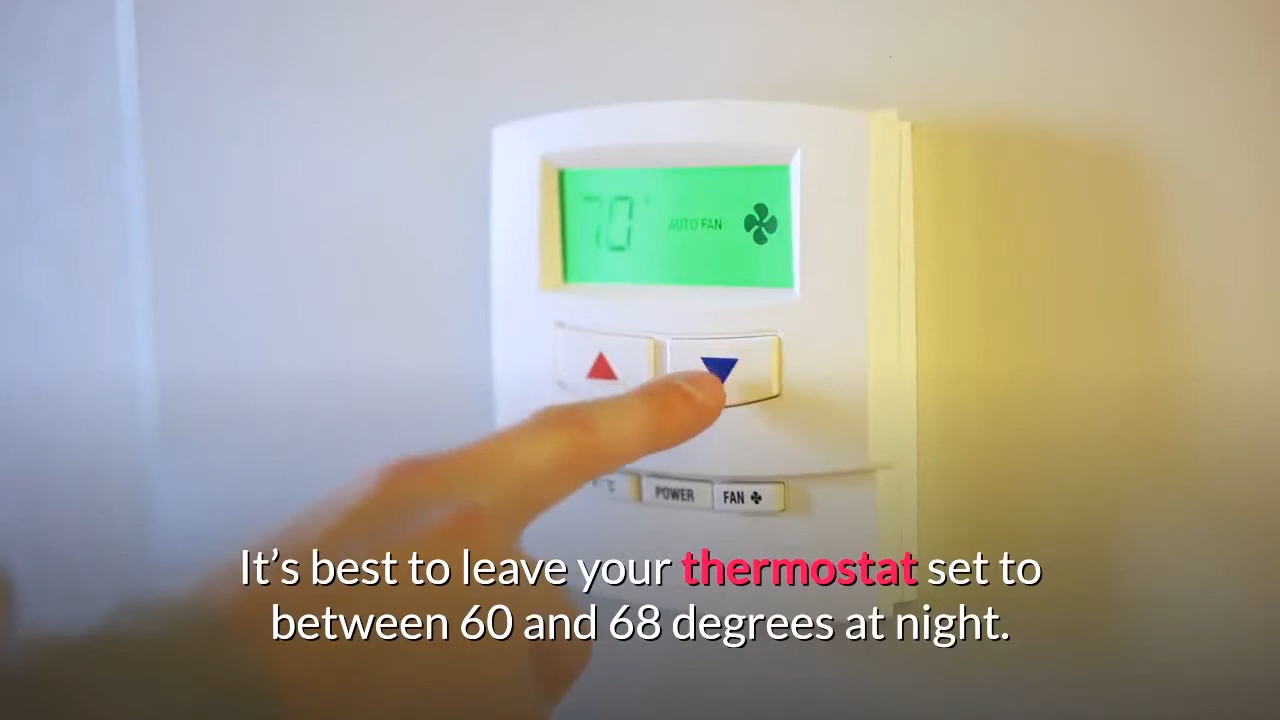 70°
AUTO FAN
°C
POWER
FAN
It's best to leave your thermostat set to
between 60 and 68 degrees at night.